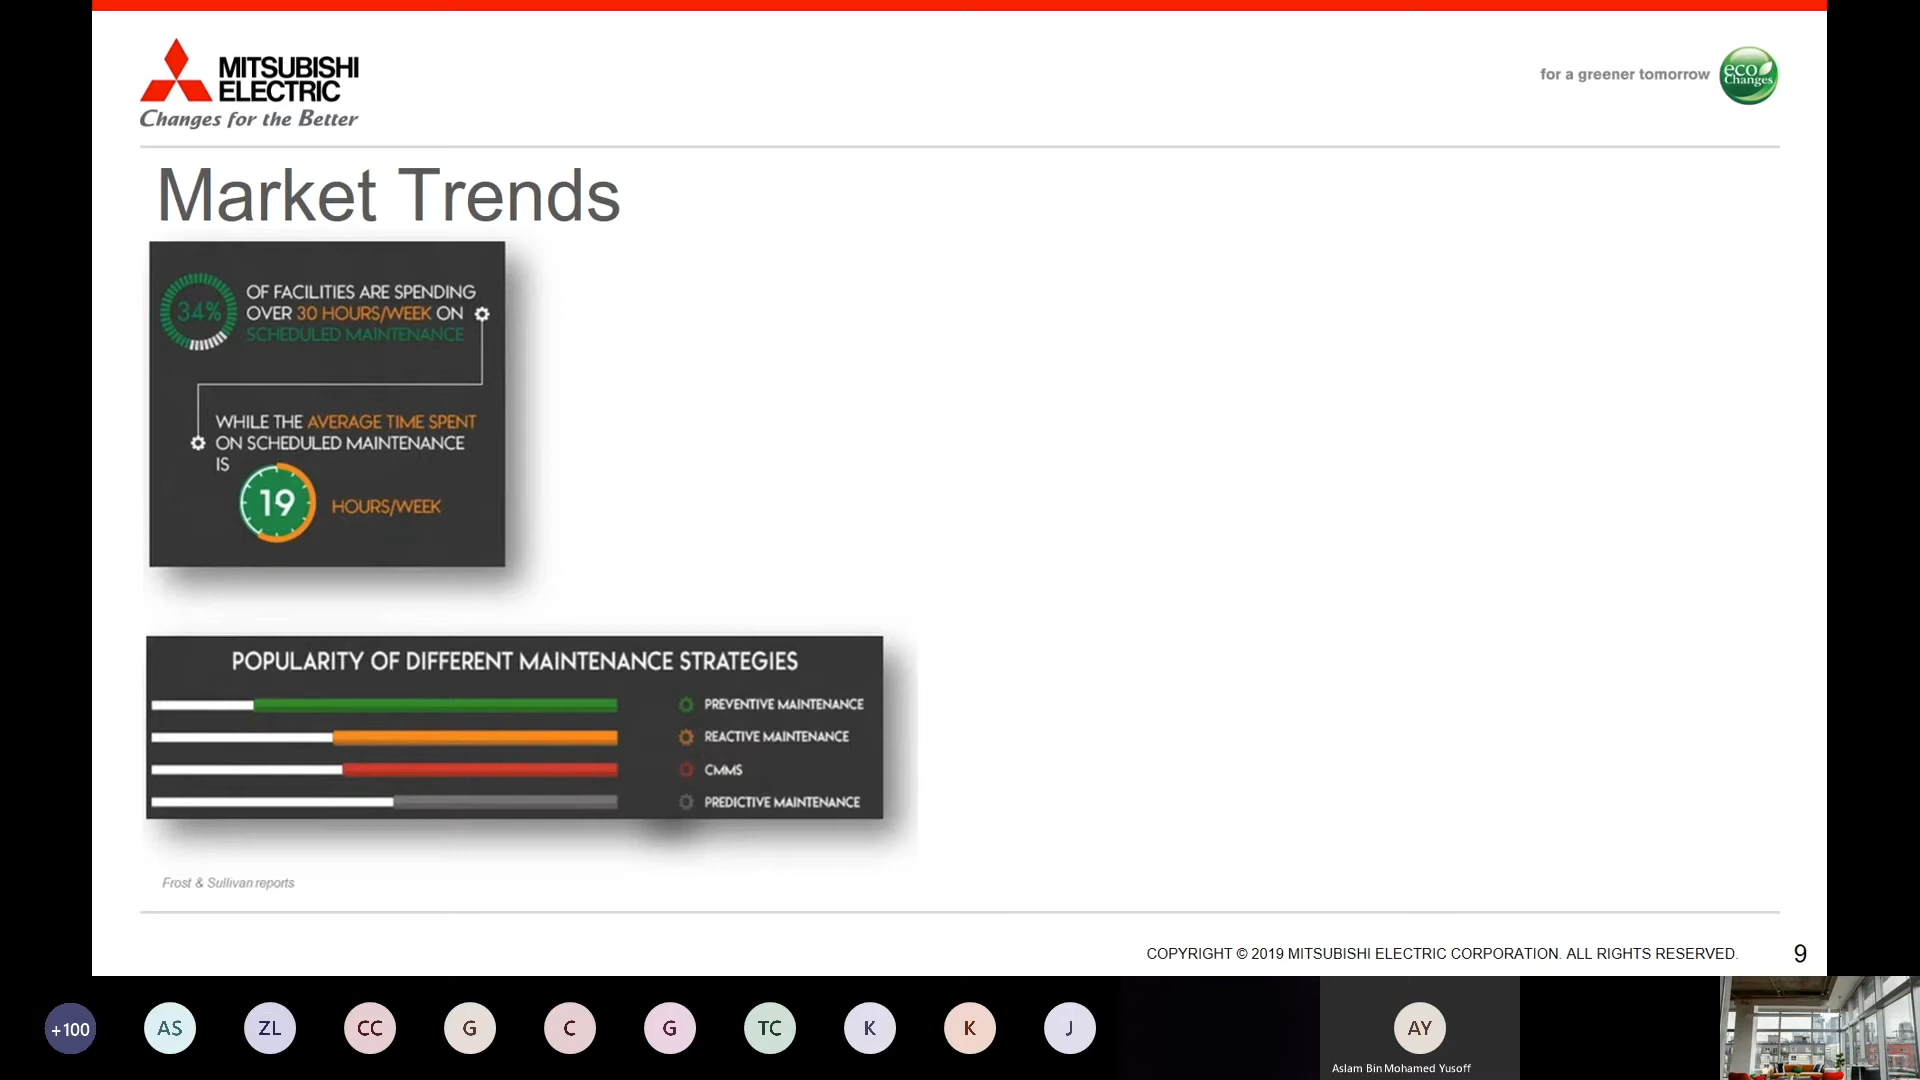 MITSUBISHI
ELECTRIC
Changes for the Better
for a greener tomorrow
eco
Changes
Market Trends
34%
OF FACILITIES ARE SPENDING
OVER 30 HOURS/WEEK ON
SCHEDULED MAINTENANCE
WHILE THE AVERAGE TIME SPENT
ON SCHEDULED MAINTENANCE
IS
19
HOURS/WEEK
POPULARITY OF DIFFERENT MAINTENANCE STRATEGIES
PREVENTIVE MAINTENANCE
REACTIVE MAINTENANCE
CMMS
PREDICTIVE MAINTENANCE
Frost & Sullivan reports
COPYRIGHT © 2019 MITSUBISHI ELECTRIC CORPORATION. ALL RIGHTS RESERVED.
9
+100
AS
ZL
CC
G
C
G
TC
K
K
J
AY
Aslam Bin Mohamed Yusoff